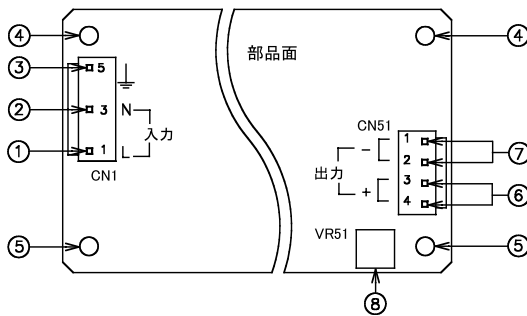 ④ 部品面 ④
③ 5
② 3 N
入力
① 1 L
CN1
CN51
1
－ 2 ⑦
出力
3
＋ 4 ⑥
⑤ VR51 ⑤
⑧